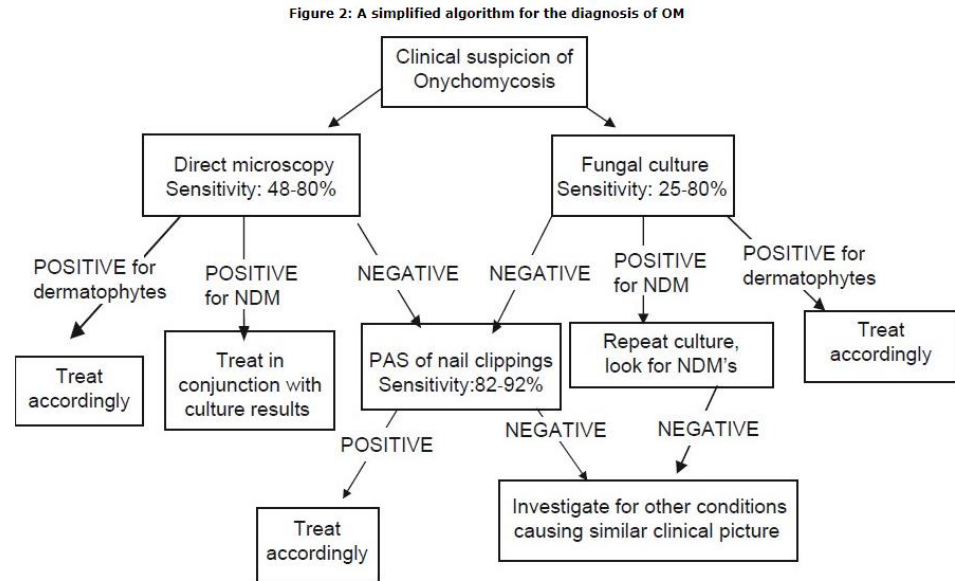 Figure 2: A simplified algorithm for the diagnosis of OM
Clinical suspicion of
Onychomycosis
Direct microscopy
Sensitivity: 48-80%
Fungal culture
Sensitivity: 25-80%
POSITIVE for
dermatophytes
POSITIVE
for NDM
NEGATIVE
NEGATIVE
POSITIVE
for NDM
POSITIVE for
dermatophytes
Treat
accordingly
Treat in
conjunction with
culture results
PAS of nail clippings
Sensitivity:82-92%
Repeat culture,
look for NDM's
Treat
accordingly
POSITIVE
NEGATIVE
NEGATIVE
Treat
accordingly
Investigate for other conditions
causing similar clinical picture